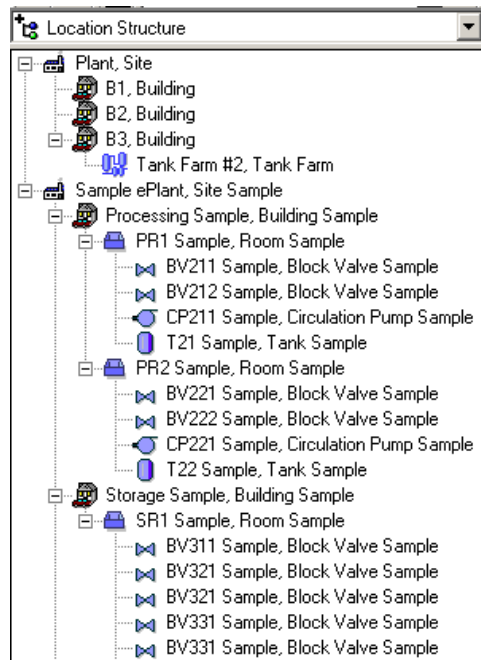 Location Structure
Plant, Site
B1, Building
B2, Building
B3, Building
Tank Farm #2, Tank Farm
Sample ePlant, Site Sample
Processing Sample, Building Sample
PR1 Sample, Room Sample
BV211 Sample, Block Valve Sample
BV212 Sample, Block Valve Sample
CP211 Sample, Circulation Pump Sample
T21 Sample, Tank Sample
PR2 Sample, Room Sample
BV221 Sample, Block Valve Sample
BV222 Sample, Block Valve Sample
CP221 Sample, Circulation Pump Sample
T22 Sample, Tank Sample
Storage Sample, Building Sample
SR1 Sample, Room Sample
BV311 Sample, Block Valve Sample
BV321 Sample, Block Valve Sample
BV321 Sample, Block Valve Sample
BV331 Sample, Block Valve Sample
BV331 Sample, Block Valve Sample